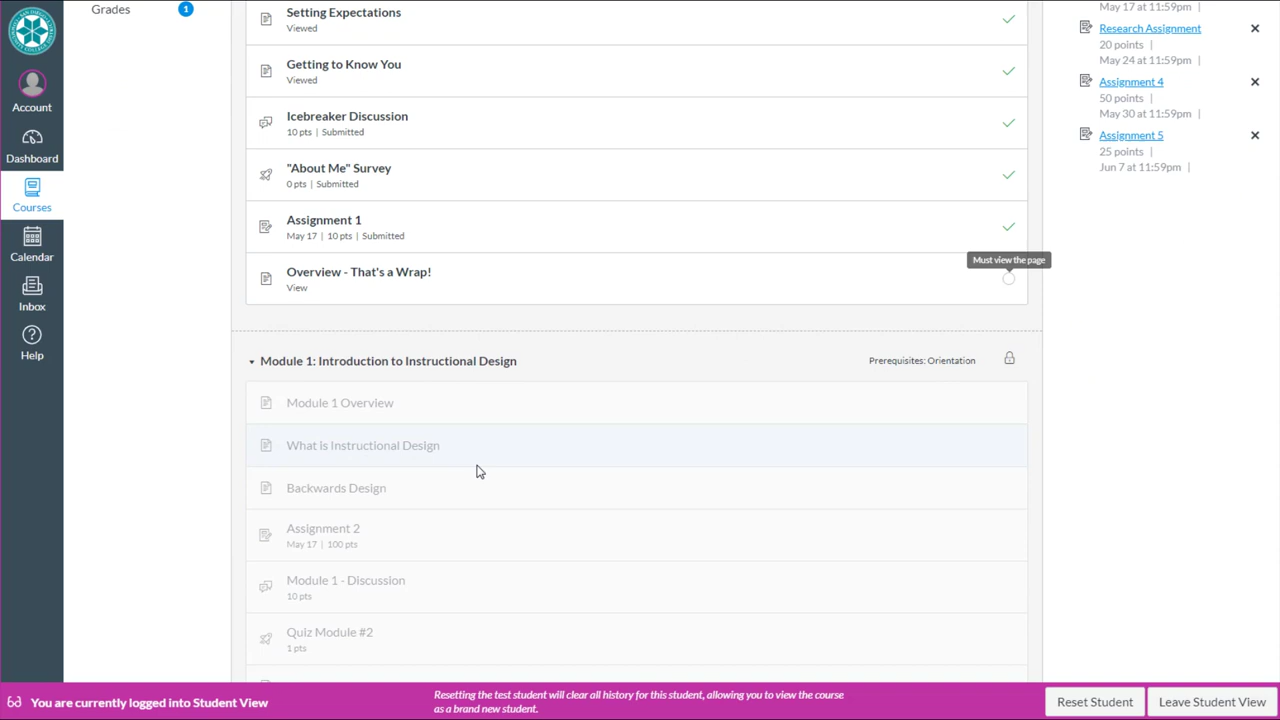 Account
Dashboard
Courses
Calendar
Inbox
Help
Grades
1
Setting Expectations
Viewed
Getting to Know You
Viewed
Icebreaker Discussion
10 pts | Submitted
"About Me" Survey
0 pts | Submitted
Assignment 1
May 17 | 10 pts | Submitted
Must view the page
Overview - That's a Wrap!
View
Module 1: Introduction to Instructional Design
Prerequisites: Orientation
Module 1 Overview
What is Instructional Design
Backwards Design
Assignment 2
May 17 | 100 pts
Module 1 - Discussion
10 pts
Quiz Module #2
1 pts
May 17 at 11:59pm |
Research Assignment
20 points |
May 24 at 11:59pm |
Assignment 4
50 points |
May 30 at 11:59pm |
Assignment 5
25 points |
Jun 7 at 11:59pm |
You are currently logged into Student View
Resetting the test student will clear all history for this student, allowing you to view the course
as a brand new student.
Reset Student
Leave Student View